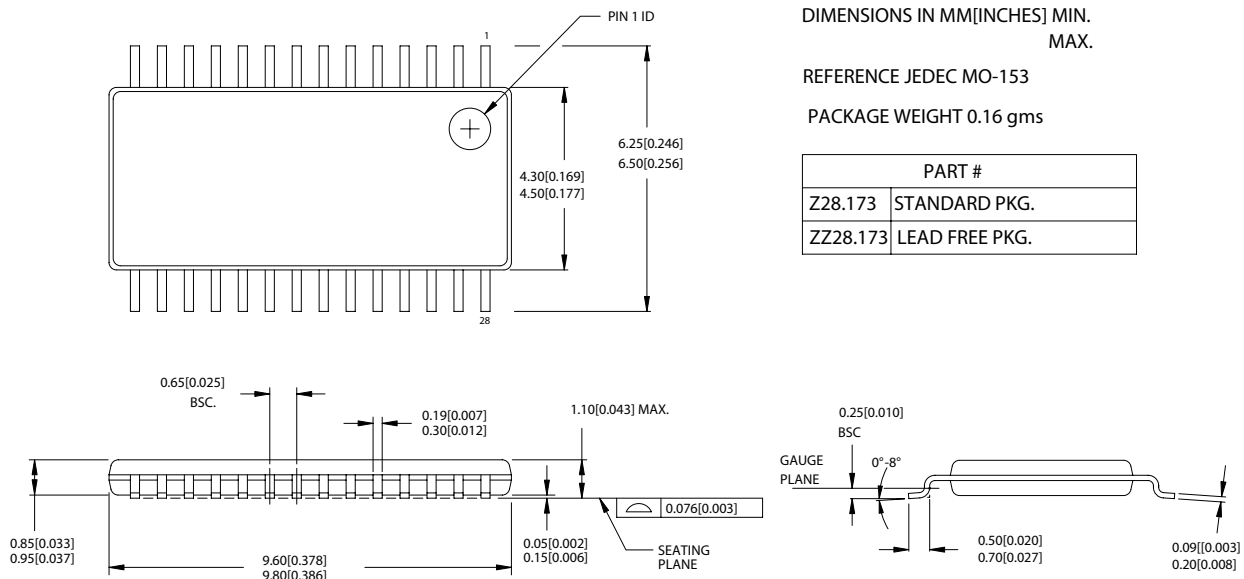 PIN 1 ID
1
28
4.30[0.169]
4.50[0.177]
6.25[0.246]
6.50[0.256]
DIMENSIONS IN MM[INCHES] MIN.
MAX.
REFERENCE JEDEC MO-153
PACKAGE WEIGHT 0.16 gms
PART #
Z28.173 STANDARD PKG.
ZZ28.173 LEAD FREE PKG.
0.65[0.025]
BSC.
0.19[0.007]
0.30[0.012]
1.10[0.043] MAX.
0.076[0.003]
0.85[0.033]
0.95[0.037]
9.60[0.378]
9.80[0.386]
0.05[0.002]
0.15[0.006]
SEATING
PLANE
0.25[0.010]
BSC
GAUGE
PLANE
0°-8°
0.50[0.020]
0.70[0.027]
0.09[[0.003]
0.20[0.008]